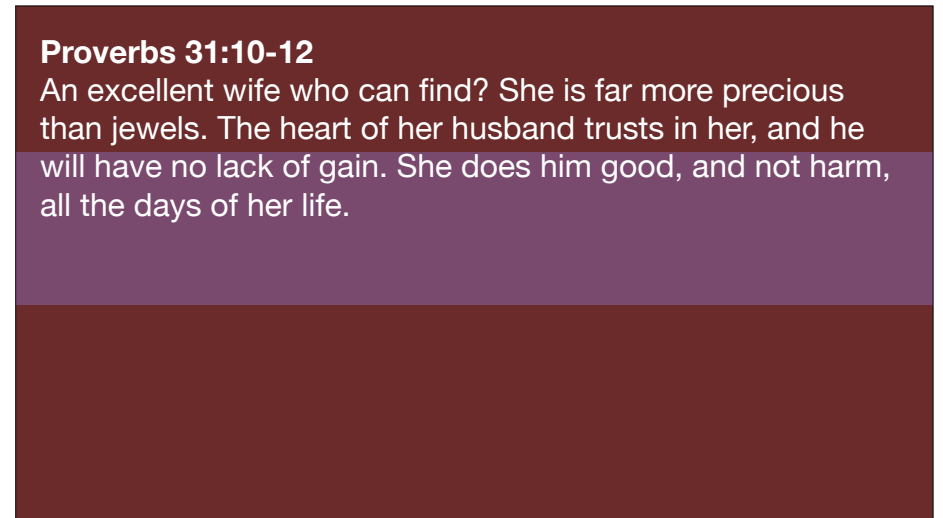 Proverbs 31:10-12
An excellent wife who can find? She is far more precious
than jewels. The heart of her husband trusts in her, and he
will have no lack of gain. She does him good, and not harm,
all the days of her life.